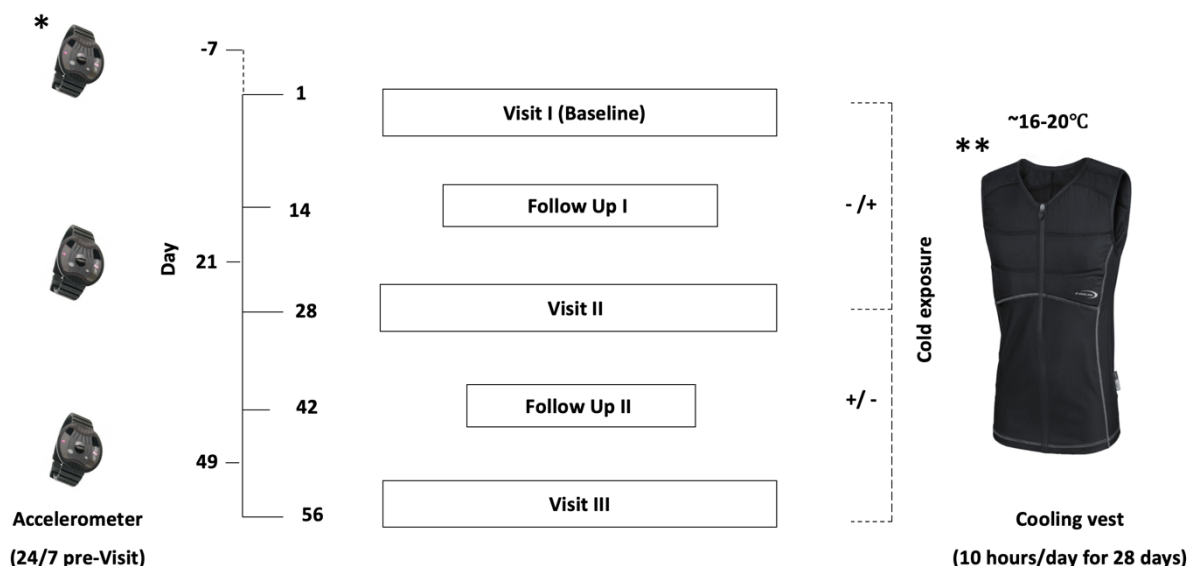 *
-7
1
Visit I (Baseline)
~16-20℃
**
Follow Up I
14
- /+
Day
21
Cold exposure
Visit II
28
Follow Up II
42
+/ -
49
Visit III
56
Accelerometer
(24/7 pre-Visit)
Cooling vest
(10 hours/day for 28 days)